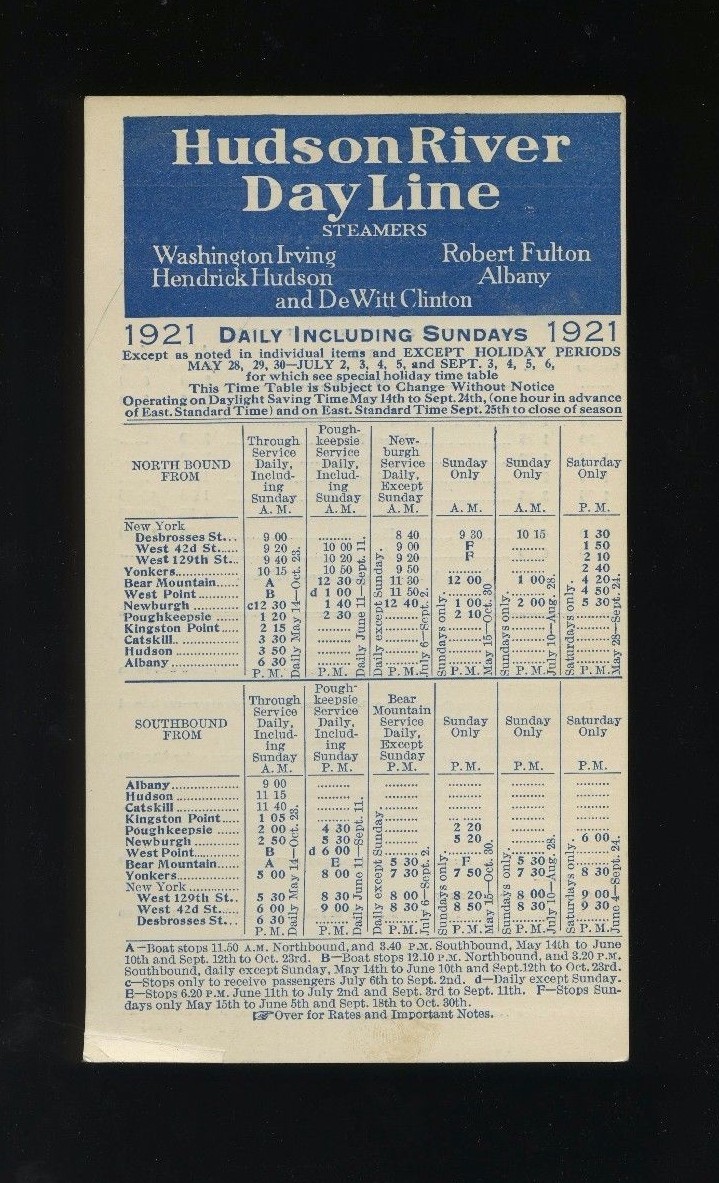 Hudson River
Day Line
STEAMERS
Washington Irving Robert Fulton
Hendrick Hudson Albany
and DeWitt Clinton
1921 DAILY INCLUDING SUNDAYS 1921
Except as noted in individual items and EXCEPT HOLIDAY PERIODS
MAY 28, 29, 30—JULY 2, 3, 4, 5, and SEPT. 3, 4, 5, 6,
for which see special holiday time table
This Time Table is Subject to Change Without Notice
Operating on Daylight Saving Time May 14th to Sept. 24th, (one hour in advance
of East. Standard Time) and on East. Standard Time Sept. 25th to close of season
NORTH BOUND FROM
Through Service Daily, Includ-ing Sunday A. M.
Pough-keepsie Service Daily, Includ-ing Sunday A. M.
New-burgh Service Daily, Except Sunday A. M.
Sunday Only A. M.
Sunday Only A. M.
Saturday Only P. M.
New York
Desbrosses St... 9 00 ........ 8 40 9 30 10 15 1 30
West 42d St...... 9 20 10 00 9 00 F ........ 1 50
West 129th St... 9 40 10 20 9 20 F ........ 2 10
Yonkers............ 10 15 10 50 9 50 ........ ........ 2 40
Bear Mountain...... A 12 30 11 30 12 00 1 00 4 20
West Point......... B d 1 00 11 50 ........ ........ 4 50
Newburgh ......... c12 30 1 40 12 40 1 00 2 00 5 30
Poughkeepsie ...... 1 20 2 30 ........ 2 10 ........ ........
Kingston Point.... 2 15 ........ ........ ........ ........ ........
Catskill............ 3 30 ........ ........ ........ ........ ........
Hudson ............ 3 50 ........ ........ ........ ........ ........
Albany ............ 6 30 ........ ........ ........ ........ ........
P. M. P. M. P. M. P. M. P. M. P. M.
Daily May 14—Oct. 23.
Daily June 11—Sept. 11.
Daily except Sunday.
July 6—Sept. 2.
Sundays only.
May 15—Oct. 30
Sundays only.
July 10—Aug. 28.
Saturdays only.
May 28—Sept. 24.
SOUTHBOUND FROM
Through Service Daily, Includ-ing Sunday A. M.
Pough-keepsie Service Daily, Includ-ing Sunday P. M.
Bear Mountain Service Daily, Except Sunday P. M.
Sunday Only P. M.
Sunday Only P. M.
Saturday Only P. M.
Albany ............ 9 00 ........ ........ ........ ........ ........
Hudson ............ 11 15 ........ ........ ........ ........ ........
Catskill ............ 11 40 ........ ........ ........ ........ ........
Kingston Point.... 1 05 ........ ........ ........ ........ ........
Poughkeepsie ...... 2 00 4 30 ........ 2 20 ........ ........
Newburgh ......... 2 50 5 30 ........ 5 20 ........ 6 00
West Point......... B d 6 00 ........ ........ ........ ........
Bear Mountain...... A E 5 30 F 5 30 ........
Yonkers............ 5 00 8 00 7 30 7 50 7 30 8 30
New York
West 129th St.. 5 30 8 30 8 00 8 20 8 00 9 00
West 42d St..... 6 00 9 00 8 30 8 50 8 30 9 30
Desbrosses St... 6 30 ........ ........ ........ ........ ........
P. M. P. M. P. M. P. M. P. M. P. M.
Daily May 14—Oct. 23.
Daily June 11—Sept. 11.
Daily except Sunday.
July 6—Sept. 2.
Sundays only.
May 15—Oct. 30.
Sundays only.
July 10—Aug. 28.
Saturdays only.
June 4—Sept. 24.
A—Boat stops 11.50 A.M. Northbound, and 3.40 P.M. Southbound, May 14th to June
10th and Sept. 12th to Oct. 23rd. B—Boat stops 12.10 P.M. Northbound, and 3.20 P.M.
Southbound, daily except Sunday, May 14th to June 10th and Sept. 12th to Oct. 23rd.
c—Stops only to receive passengers July 6th to Sept. 2nd. d—Daily except Sunday.
E—Stops 6.20 P.M. June 11th to July 2nd and Sept. 3rd to Sept. 11th. F—Stops Sun-
days only May 15th to June 5th and Sept. 18th to Oct. 30th.
☞Over for Rates and Important Notes.